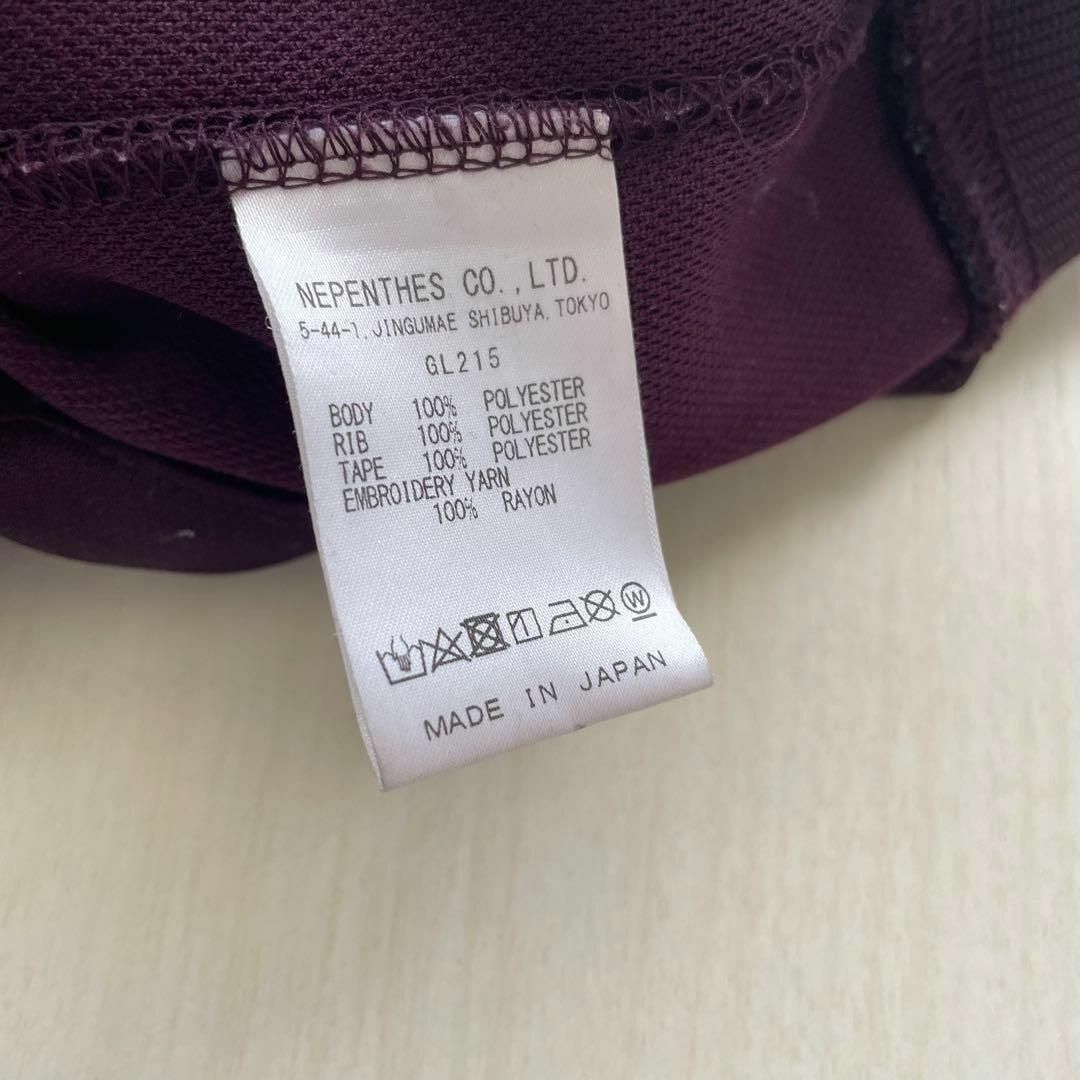 NEPENTHES CO.,LTD.
5-44-1,JINGUMAE SHIBUYA,TOKYO
GL215
BODY 100% POLYESTER
RIB 100% POLYESTER
TAPE 100% POLYESTER
EMBROIDERY YARN
100% RAYON
W
MADE IN JAPAN